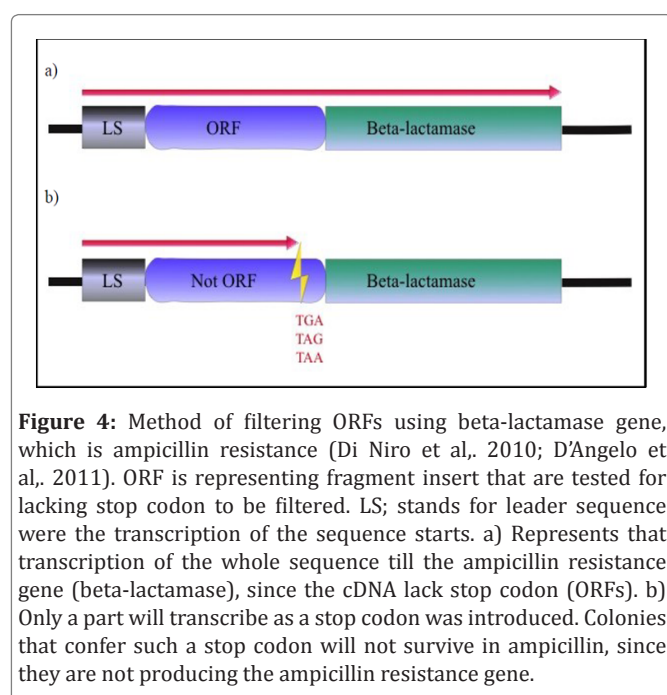 a)
LS ORF Beta-lactamase
b)
LS Not ORF Beta-lactamase
TGA
TAG
TAA
Figure 4: Method of filtering ORFs using beta-lactamase gene,
which is ampicillin resistance (Di Niro et al,. 2010; D'Angelo et
al,. 2011). ORF is representing fragment insert that are tested for
lacking stop codon to be filtered. LS; stands for leader sequence
were the transcription of the sequence starts. a) Represents that
transcription of the whole sequence till the ampicillin resistance
gene (beta-lactamase), since the cDNA lack stop codon (ORFs). b)
Only a part will transcribe as a stop codon was introduced. Colonies
that confer such a stop codon will not survive in ampicillin, since
they are not producing the ampicillin resistance gene.